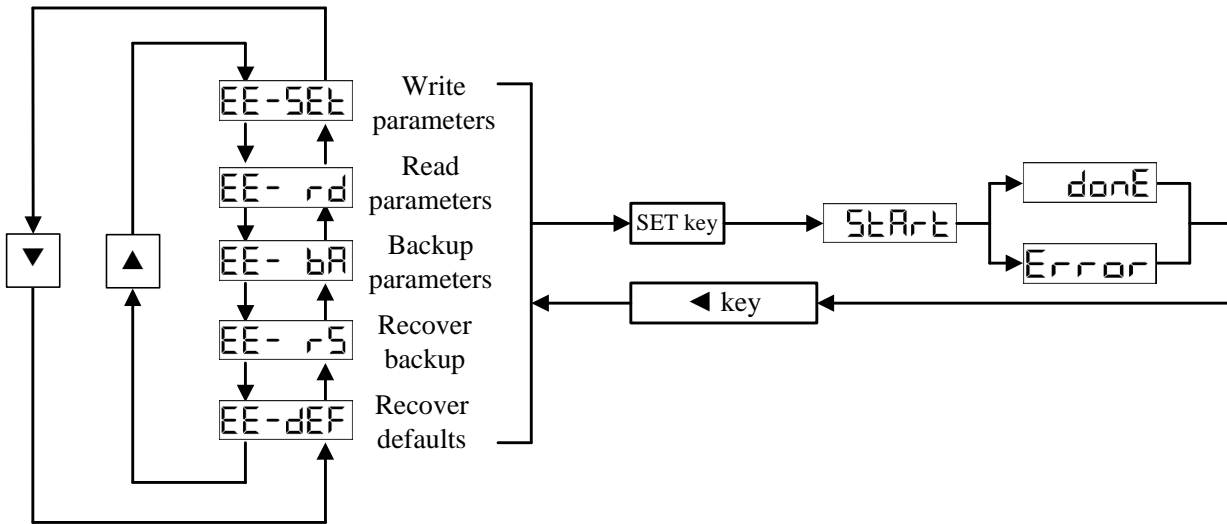 EE-SEt
Write
parameters
EE- rd
Read
parameters
EE- bA
Backup
parameters
EE- rS
Recover
backup
EE-dEF
Recover
defaults
▼
▲
SET key
StArt
donE
Error
◄ key